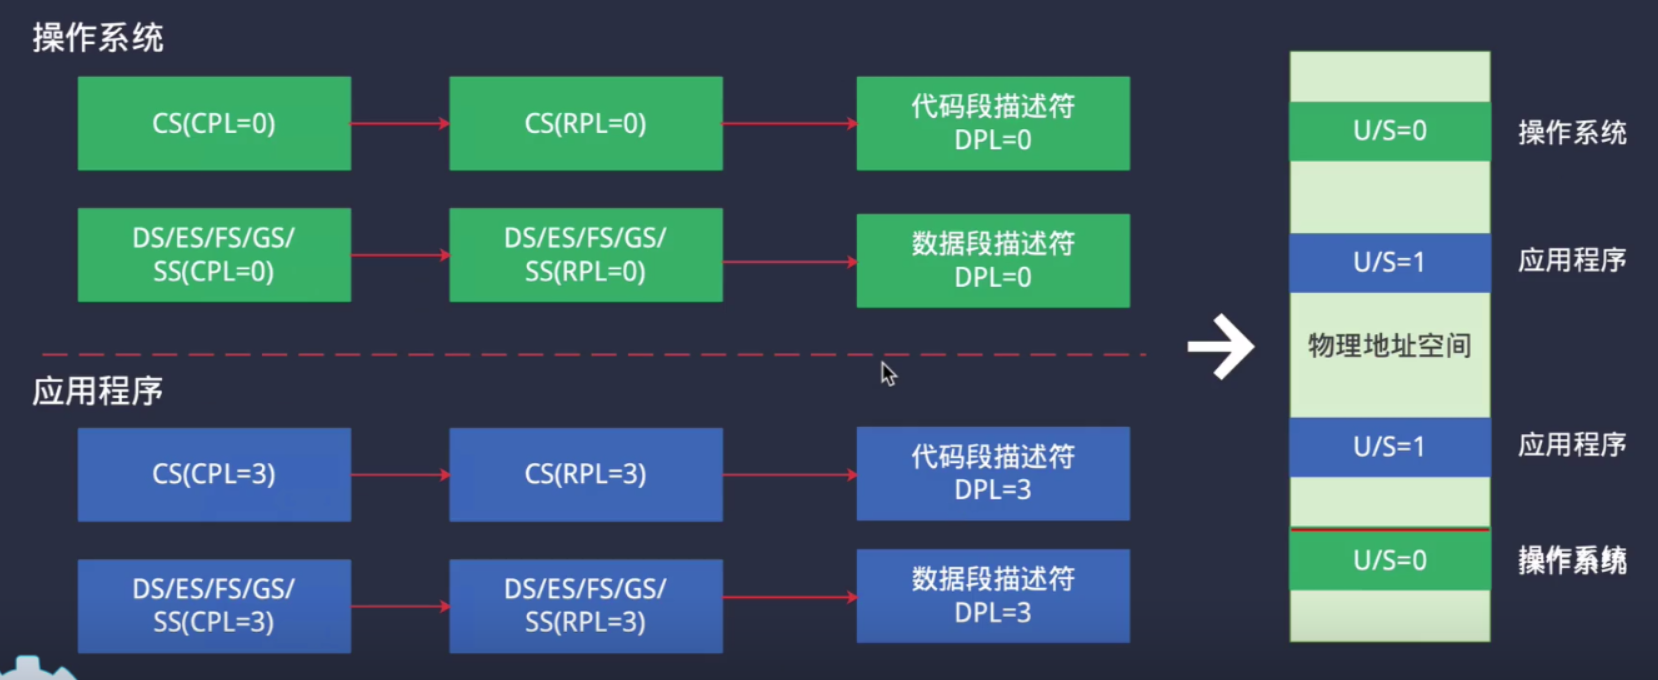 操作系统
CS(CPL=0)
CS(RPL=0)
代码段描述符
DPL=0
DS/ES/FS/GS/
SS(CPL=0)
DS/ES/FS/GS/
SS(RPL=0)
数据段描述符
DPL=0
应用程序
CS(CPL=3)
CS(RPL=3)
代码段描述符
DPL=3
DS/ES/FS/GS/
SS(CPL=3)
DS/ES/FS/GS/
SS(RPL=3)
数据段描述符
DPL=3
U/S=0
操作系统
U/S=1
应用程序
物理地址空间
U/S=1
应用程序
U/S=0
操作系统